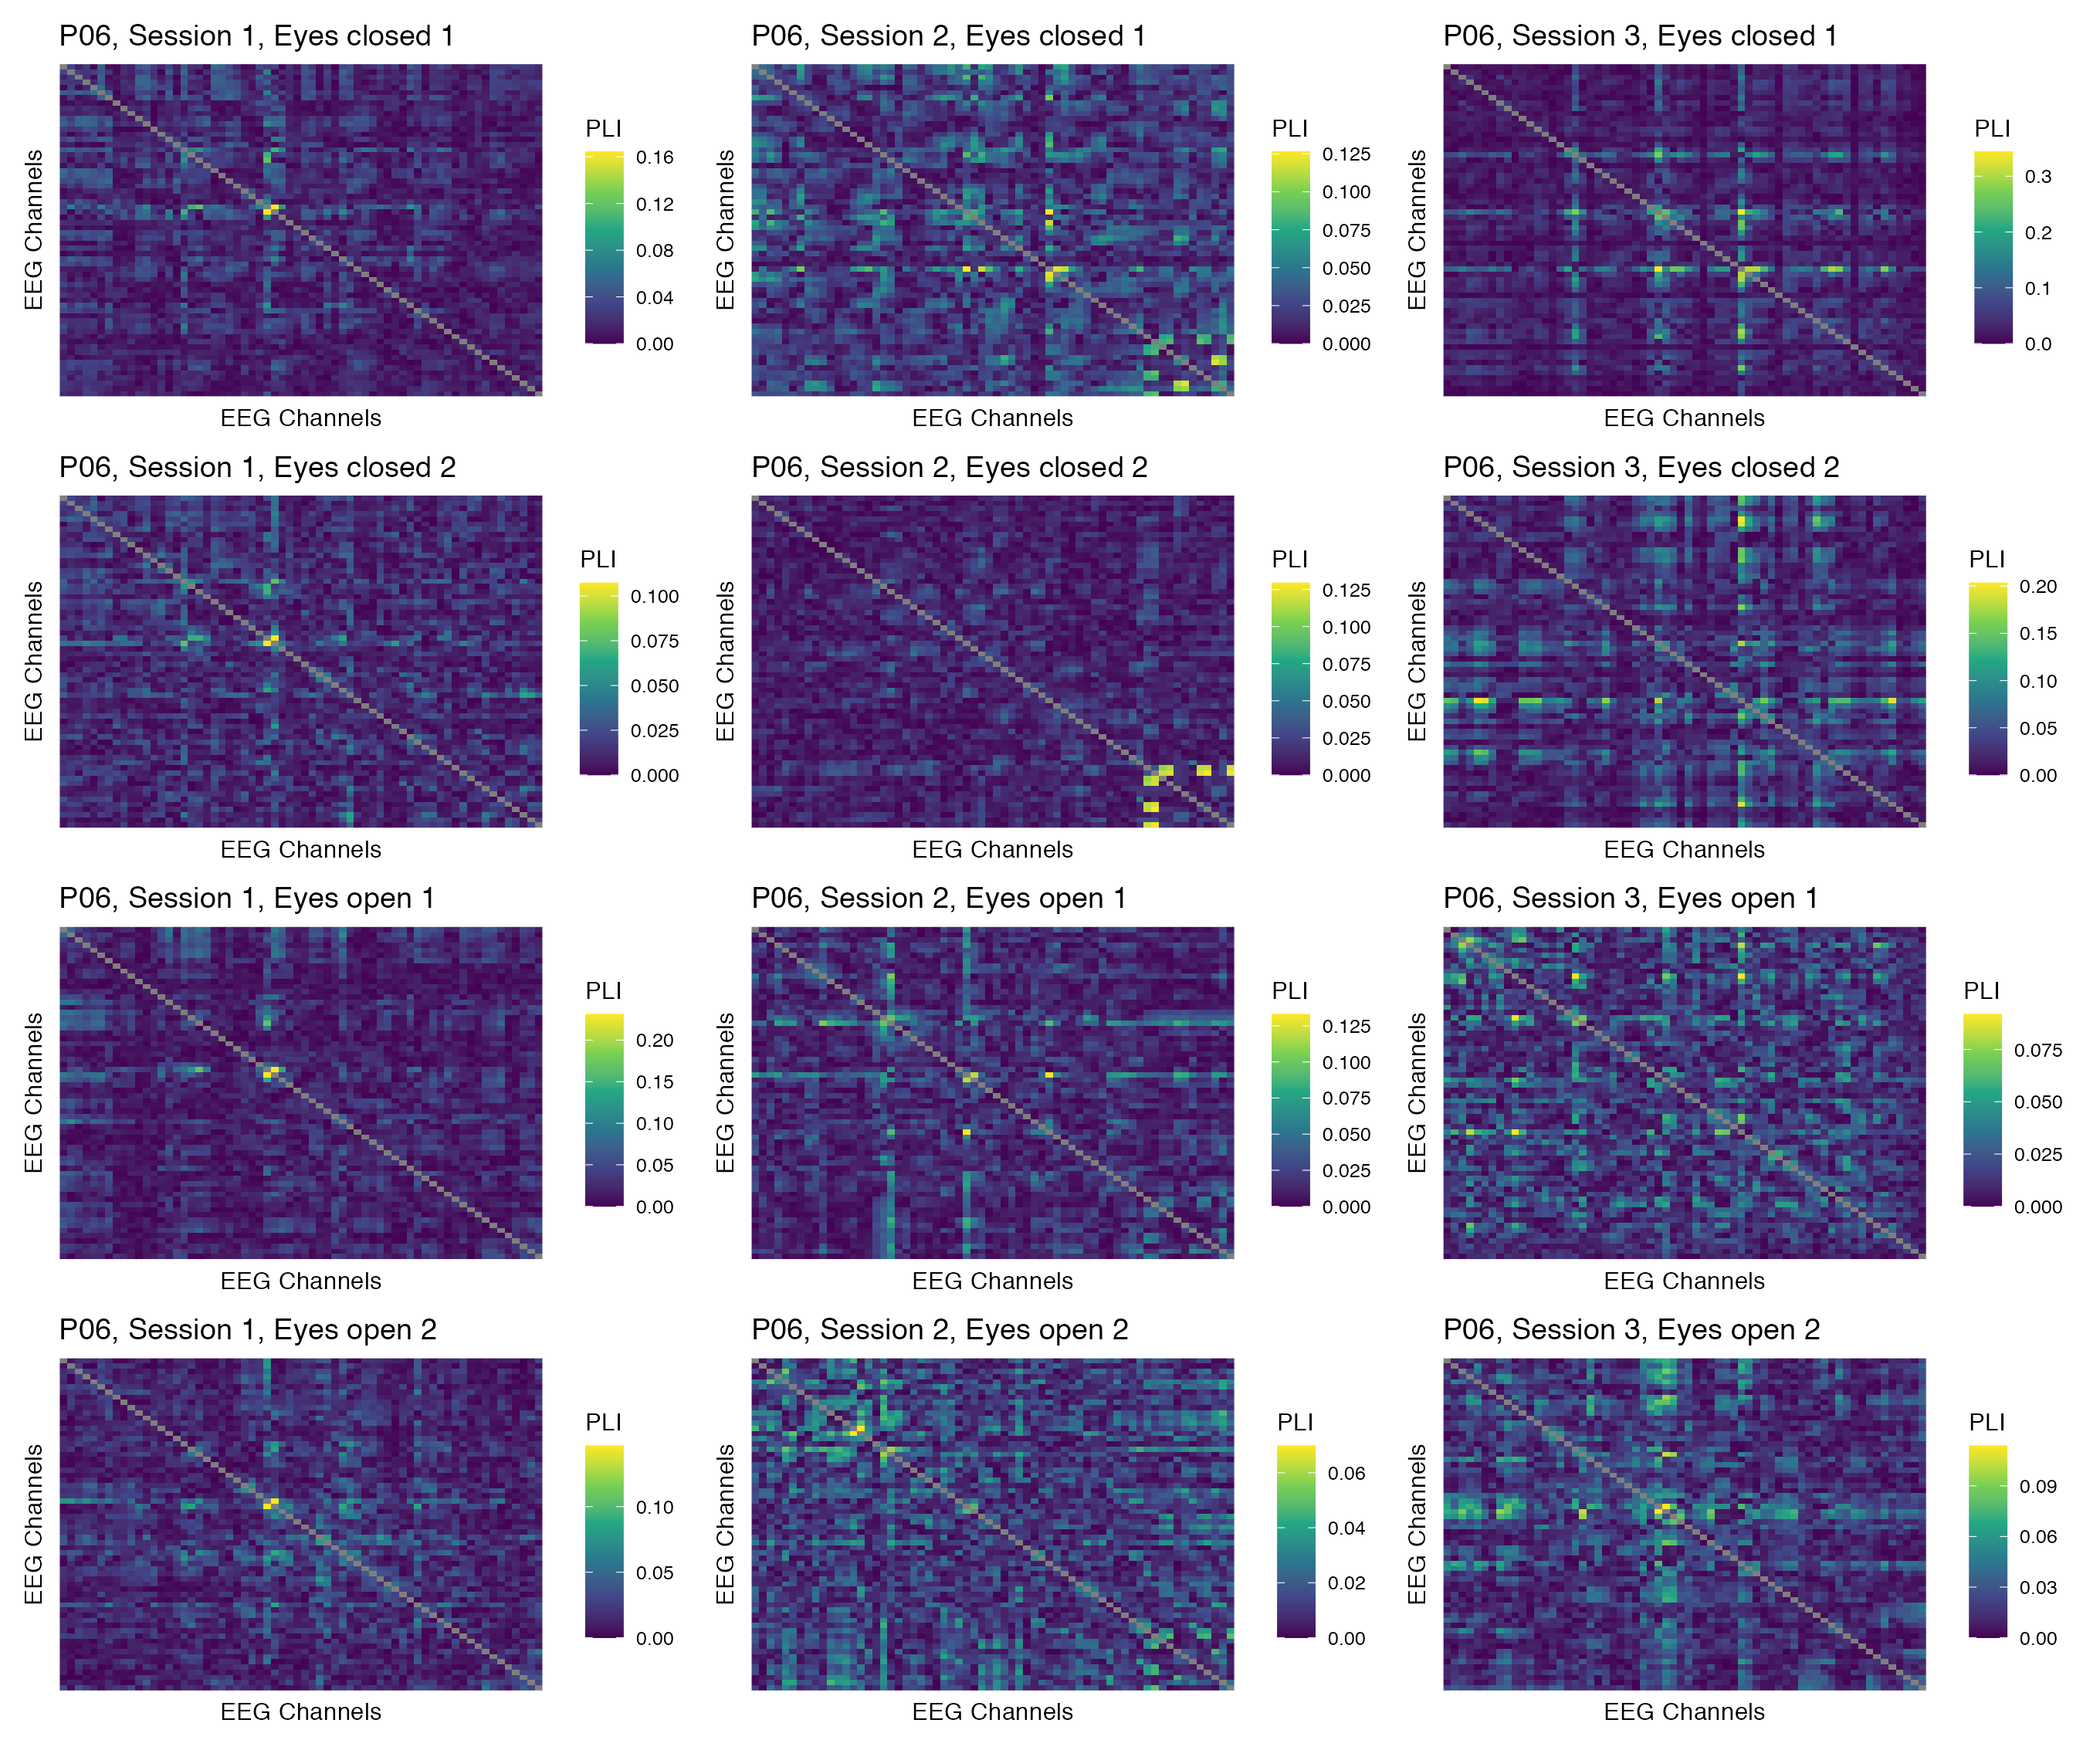 P06, Session 1, Eyes closed 1
EEG Channels
EEG Channels
PLI
0.16
0.12
0.08
0.04
0.00
P06, Session 2, Eyes closed 1
EEG Channels
EEG Channels
PLI
0.125
0.100
0.075
0.050
0.025
0.000
P06, Session 3, Eyes closed 1
EEG Channels
EEG Channels
PLI
0.3
0.2
0.1
0.0
P06, Session 1, Eyes closed 2
EEG Channels
EEG Channels
PLI
0.100
0.075
0.050
0.025
0.000
P06, Session 2, Eyes closed 2
EEG Channels
EEG Channels
PLI
0.125
0.100
0.075
0.050
0.025
0.000
P06, Session 3, Eyes closed 2
EEG Channels
EEG Channels
PLI
0.20
0.15
0.10
0.05
0.00
P06, Session 1, Eyes open 1
EEG Channels
EEG Channels
PLI
0.20
0.15
0.10
0.05
0.00
P06, Session 2, Eyes open 1
EEG Channels
EEG Channels
PLI
0.125
0.100
0.075
0.050
0.025
0.000
P06, Session 3, Eyes open 1
EEG Channels
EEG Channels
PLI
0.075
0.050
0.025
0.000
P06, Session 1, Eyes open 2
EEG Channels
EEG Channels
PLI
0.10
0.05
0.00
P06, Session 2, Eyes open 2
EEG Channels
EEG Channels
PLI
0.06
0.04
0.02
0.00
P06, Session 3, Eyes open 2
EEG Channels
EEG Channels
PLI
0.09
0.06
0.03
0.00